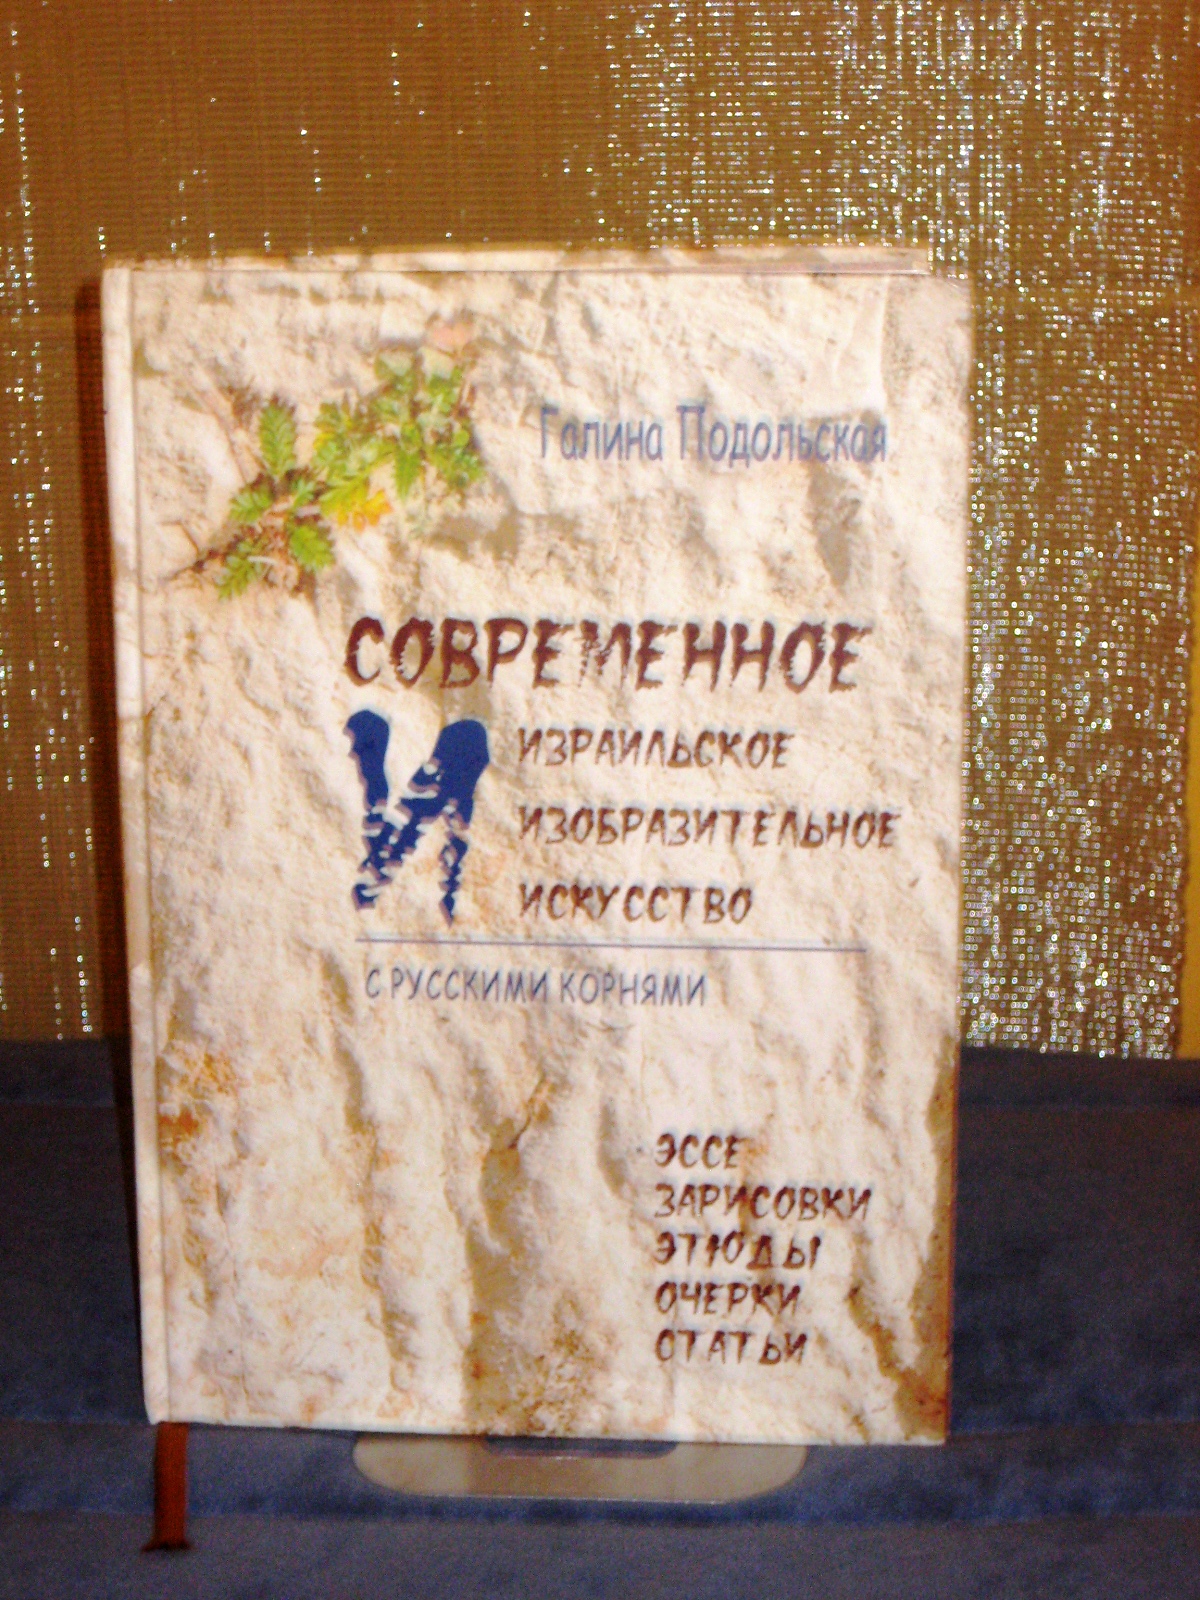 Галина Подольская
СОВРЕМЕННОЕ
И
ИЗРАИЛЬСКОЕ
ИЗОБРАЗИТЕЛЬНОЕ
ИСКУССТВО
С РУССКИМИ КОРНЯМИ
ЭССЕ
ЗАРИСОВКИ
ЭТЮДЫ
ОЧЕРКИ
СТАТЬИ